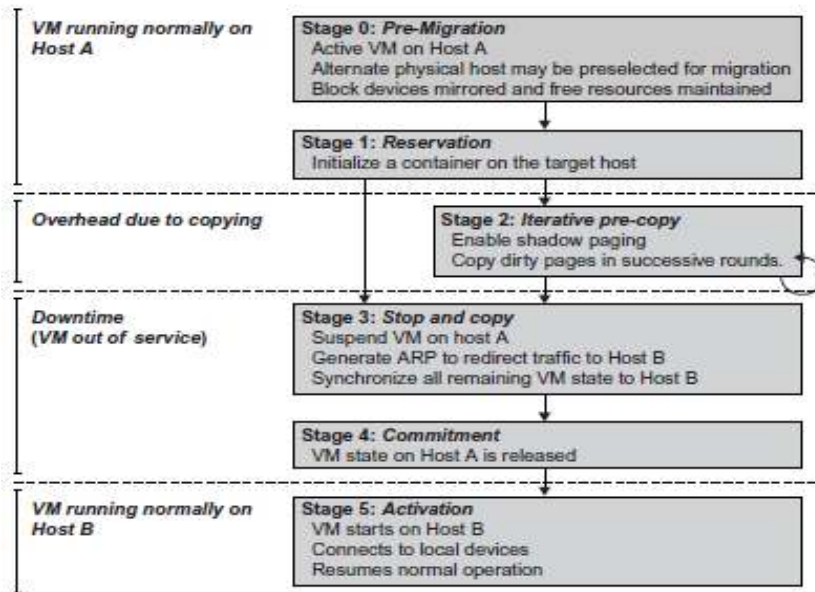 VM running normally on
Host A
Stage 0: Pre-Migration
Active VM on Host A
Alternate physical host may be preselected for migration
Block devices mirrored and free resources maintained
Stage 1: Reservation
Initialize a container on the target host
Overhead due to copying
Stage 2: Iterative pre-copy
Enable shadow paging
Copy dirty pages in successive rounds.
Downtime
(VM out of service)
Stage 3: Stop and copy
Suspend VM on host A
Generate ARP to redirect traffic to Host B
Synchronize all remaining VM state to Host B
Stage 4: Commitment
VM state on Host A is released
VM running normally on
Host B
Stage 5: Activation
VM starts on Host B
Connects to local devices
Resumes normal operation